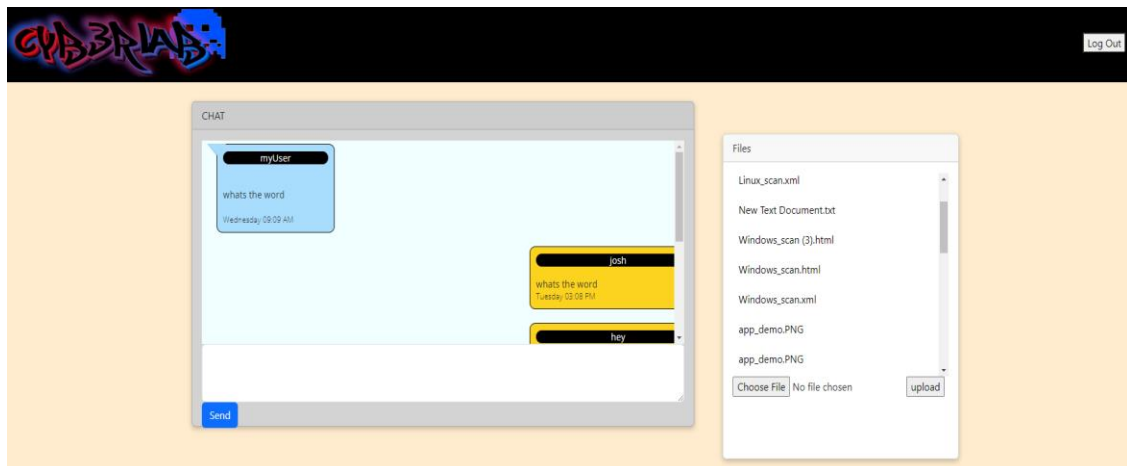 CYB3RLAB
Log Out
CHAT
myUser
whats the word
Wednesday 09:09 AM
josh
whats the word
Tuesday 03:08 PM
hey
Send
Files
Linux_scan.xml
New Text Document.txt
Windows_scan (3).html
Windows_scan.html
Windows_scan.xml
app_demo.PNG
app_demo.PNG
Choose File No file chosen upload